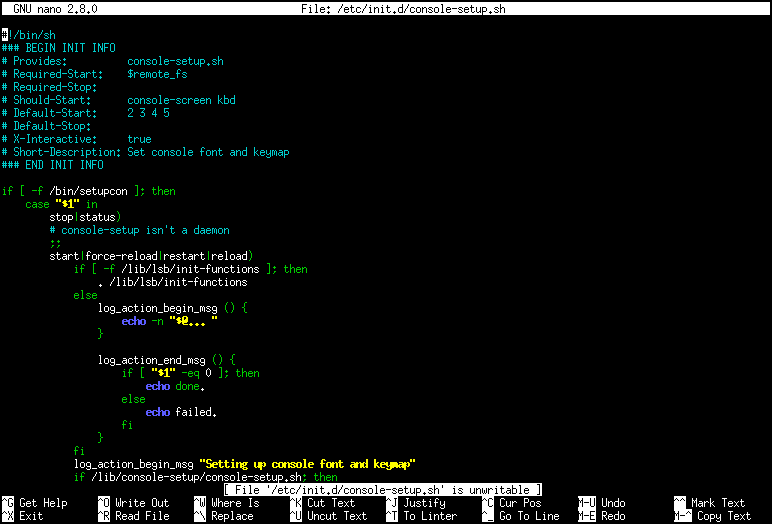 GNU nano 2.8.0 File: /etc/init.d/console-setup.sh
#!/bin/sh
### BEGIN INIT INFO
# Provides: console-setup.sh
# Required-Start: $remote_fs
# Required-Stop:
# Should-Start: console-screen kbd
# Default-Start: 2 3 4 5
# Default-Stop:
# X-Interactive: true
# Short-Description: Set console font and keymap
### END INIT INFO
if [ -f /bin/setupcon ]; then
    case "$1" in
        stop|status)
        # console-setup isn't a daemon
        ;;
        start|force-reload|restart|reload)
            if [ -f /lib/lsb/init-functions ]; then
                . /lib/lsb/init-functions
            else
                log_action_begin_msg () {
                    echo -n "$@... "
                }
                log_action_end_msg () {
                    if [ "$1" -eq 0 ]; then
                        echo done.
                    else
                        echo failed.
                    fi
                }
            fi
            log_action_begin_msg "Setting up console font and keymap"
            if /lib/console-setup/console-setup.sh; then
[ File '/etc/init.d/console-setup.sh' is unwritable ]
^G Get Help ^O Write Out ^W Where Is ^K Cut Text ^J Justify ^C Cur Pos M-U Undo ^^ Mark Text
^X Exit ^R Read File ^\ Replace ^U Uncut Text ^T To Linter ^_ Go To Line M-E Redo M-^ Copy Text